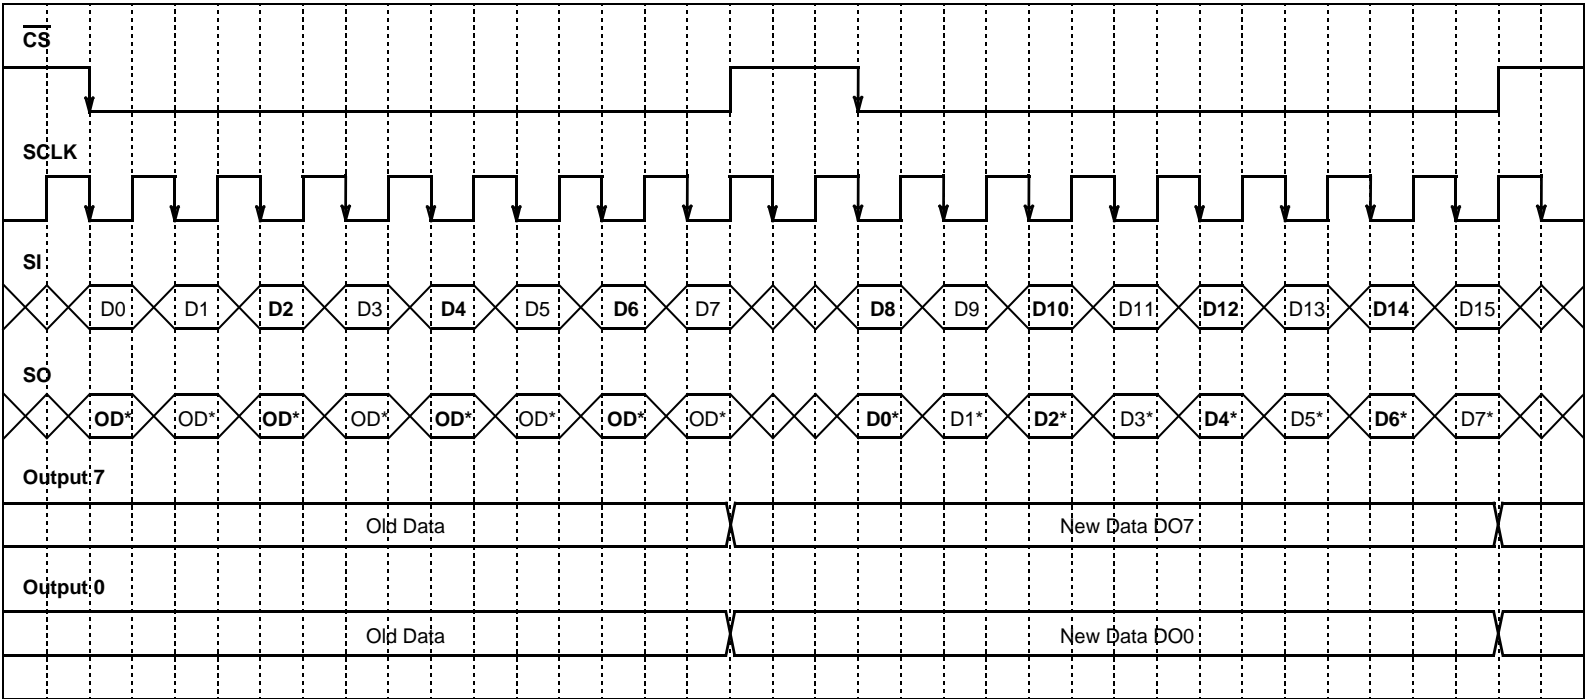 CS
SCLK
SI
D0 D1 D2 D3 D4 D5 D6 D7 D8 D9 D10 D11 D12 D13 D14 D15
SO
OD* OD* OD* OD* OD* OD* OD* OD* D0* D1* D2* D3* D4* D5* D6* D7*
Output 7
Old Data New Data DO7
Output 0
Old Data New Data DO0